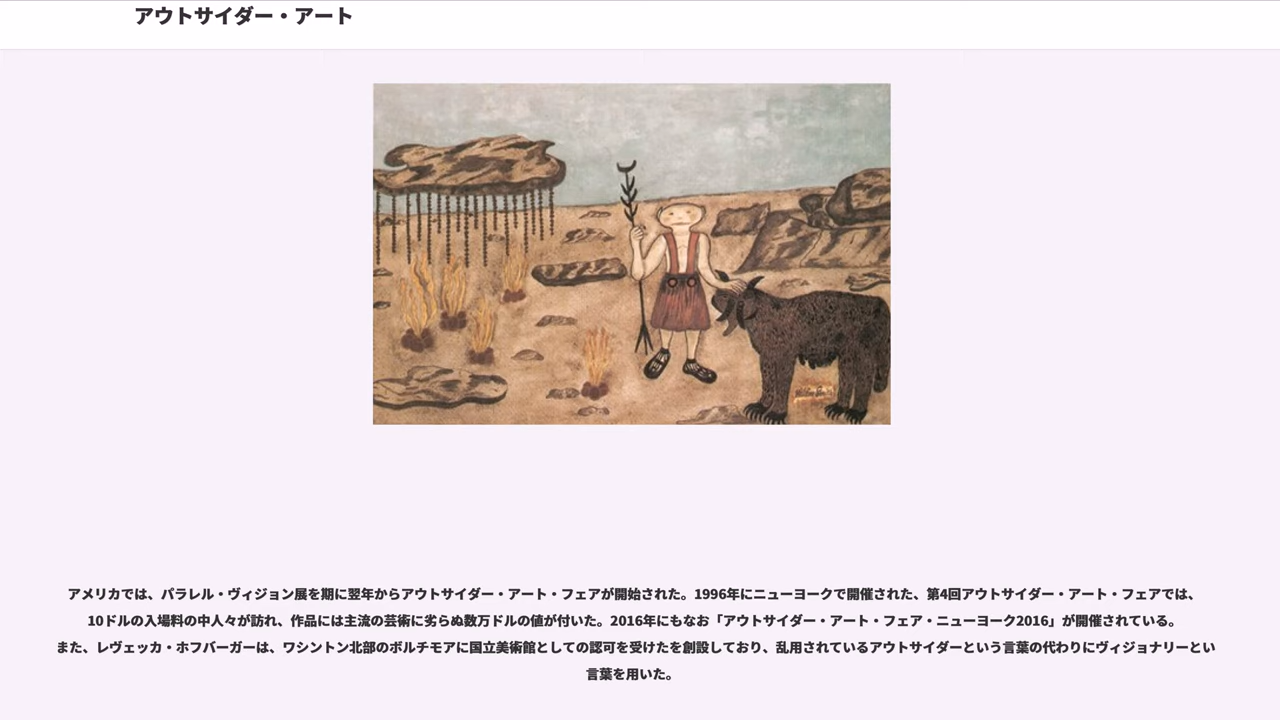 アウトサイダー・アート
アメリカでは、パラレル・ヴィジョン展を期に翌年からアウトサイダー・アート・フェアが開始された。1996年にニューヨークで開催された、第4回アウトサイダー・アート・フェアでは、
10ドルの入場料の中人々が訪れ、作品には主流の芸術に劣らぬ数万ドルの値が付いた。2016年にもなお「アウトサイダー・アート・フェア・ニューヨーク2016」が開催されている。
また、レヴェッカ・ホフバーガーは、ワシントン北部のボルチモアに国立美術館としての認可を受けたを創設しており、乱用されているアウトサイダーという言葉の代わりにヴィジョナリーとい
言葉を用いた。